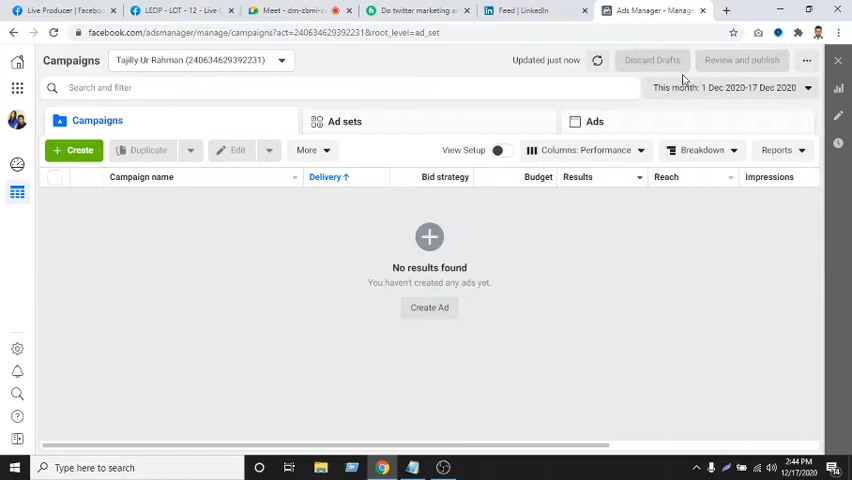 Live Producer | Facebo
LEDP - LOT - 12 - Live C
Meet - dm-zbmi-c
Do twitter marketing a
Feed | LinkedIn
Ads Manager - Manag
facebook.com/adsmanager/manage/campaigns?act=240634629392231&root_level=ad_set
Campaigns
Tajilly Ur Rahman (240634629392231)
Updated just now
Discard Drafts
Review and publish
Search and filter
This month: 1 Dec 2020-17 Dec 2020
Campaigns
Ad sets
Ads
+ Create
Duplicate
Edit
More
View Setup
Columns: Performance
Breakdown
Reports
Campaign name
Delivery ↑
Bid strategy
Budget
Results
Reach
Impressions
No results found
You haven't created any ads yet.
Create Ad
Type here to search
2:44 PM
12/17/2020